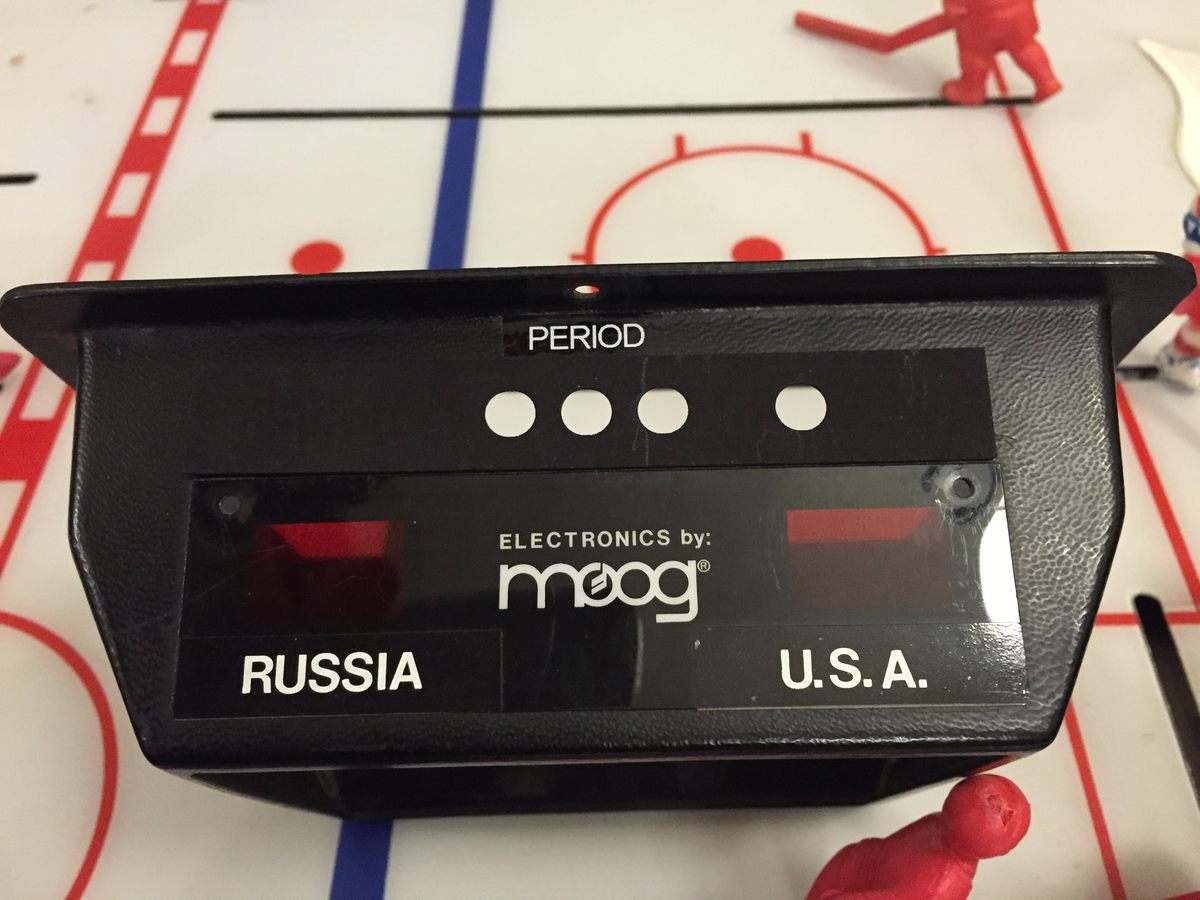 PERIOD
ELECTRONICS by:
moog®
RUSSIA
U.S.A.